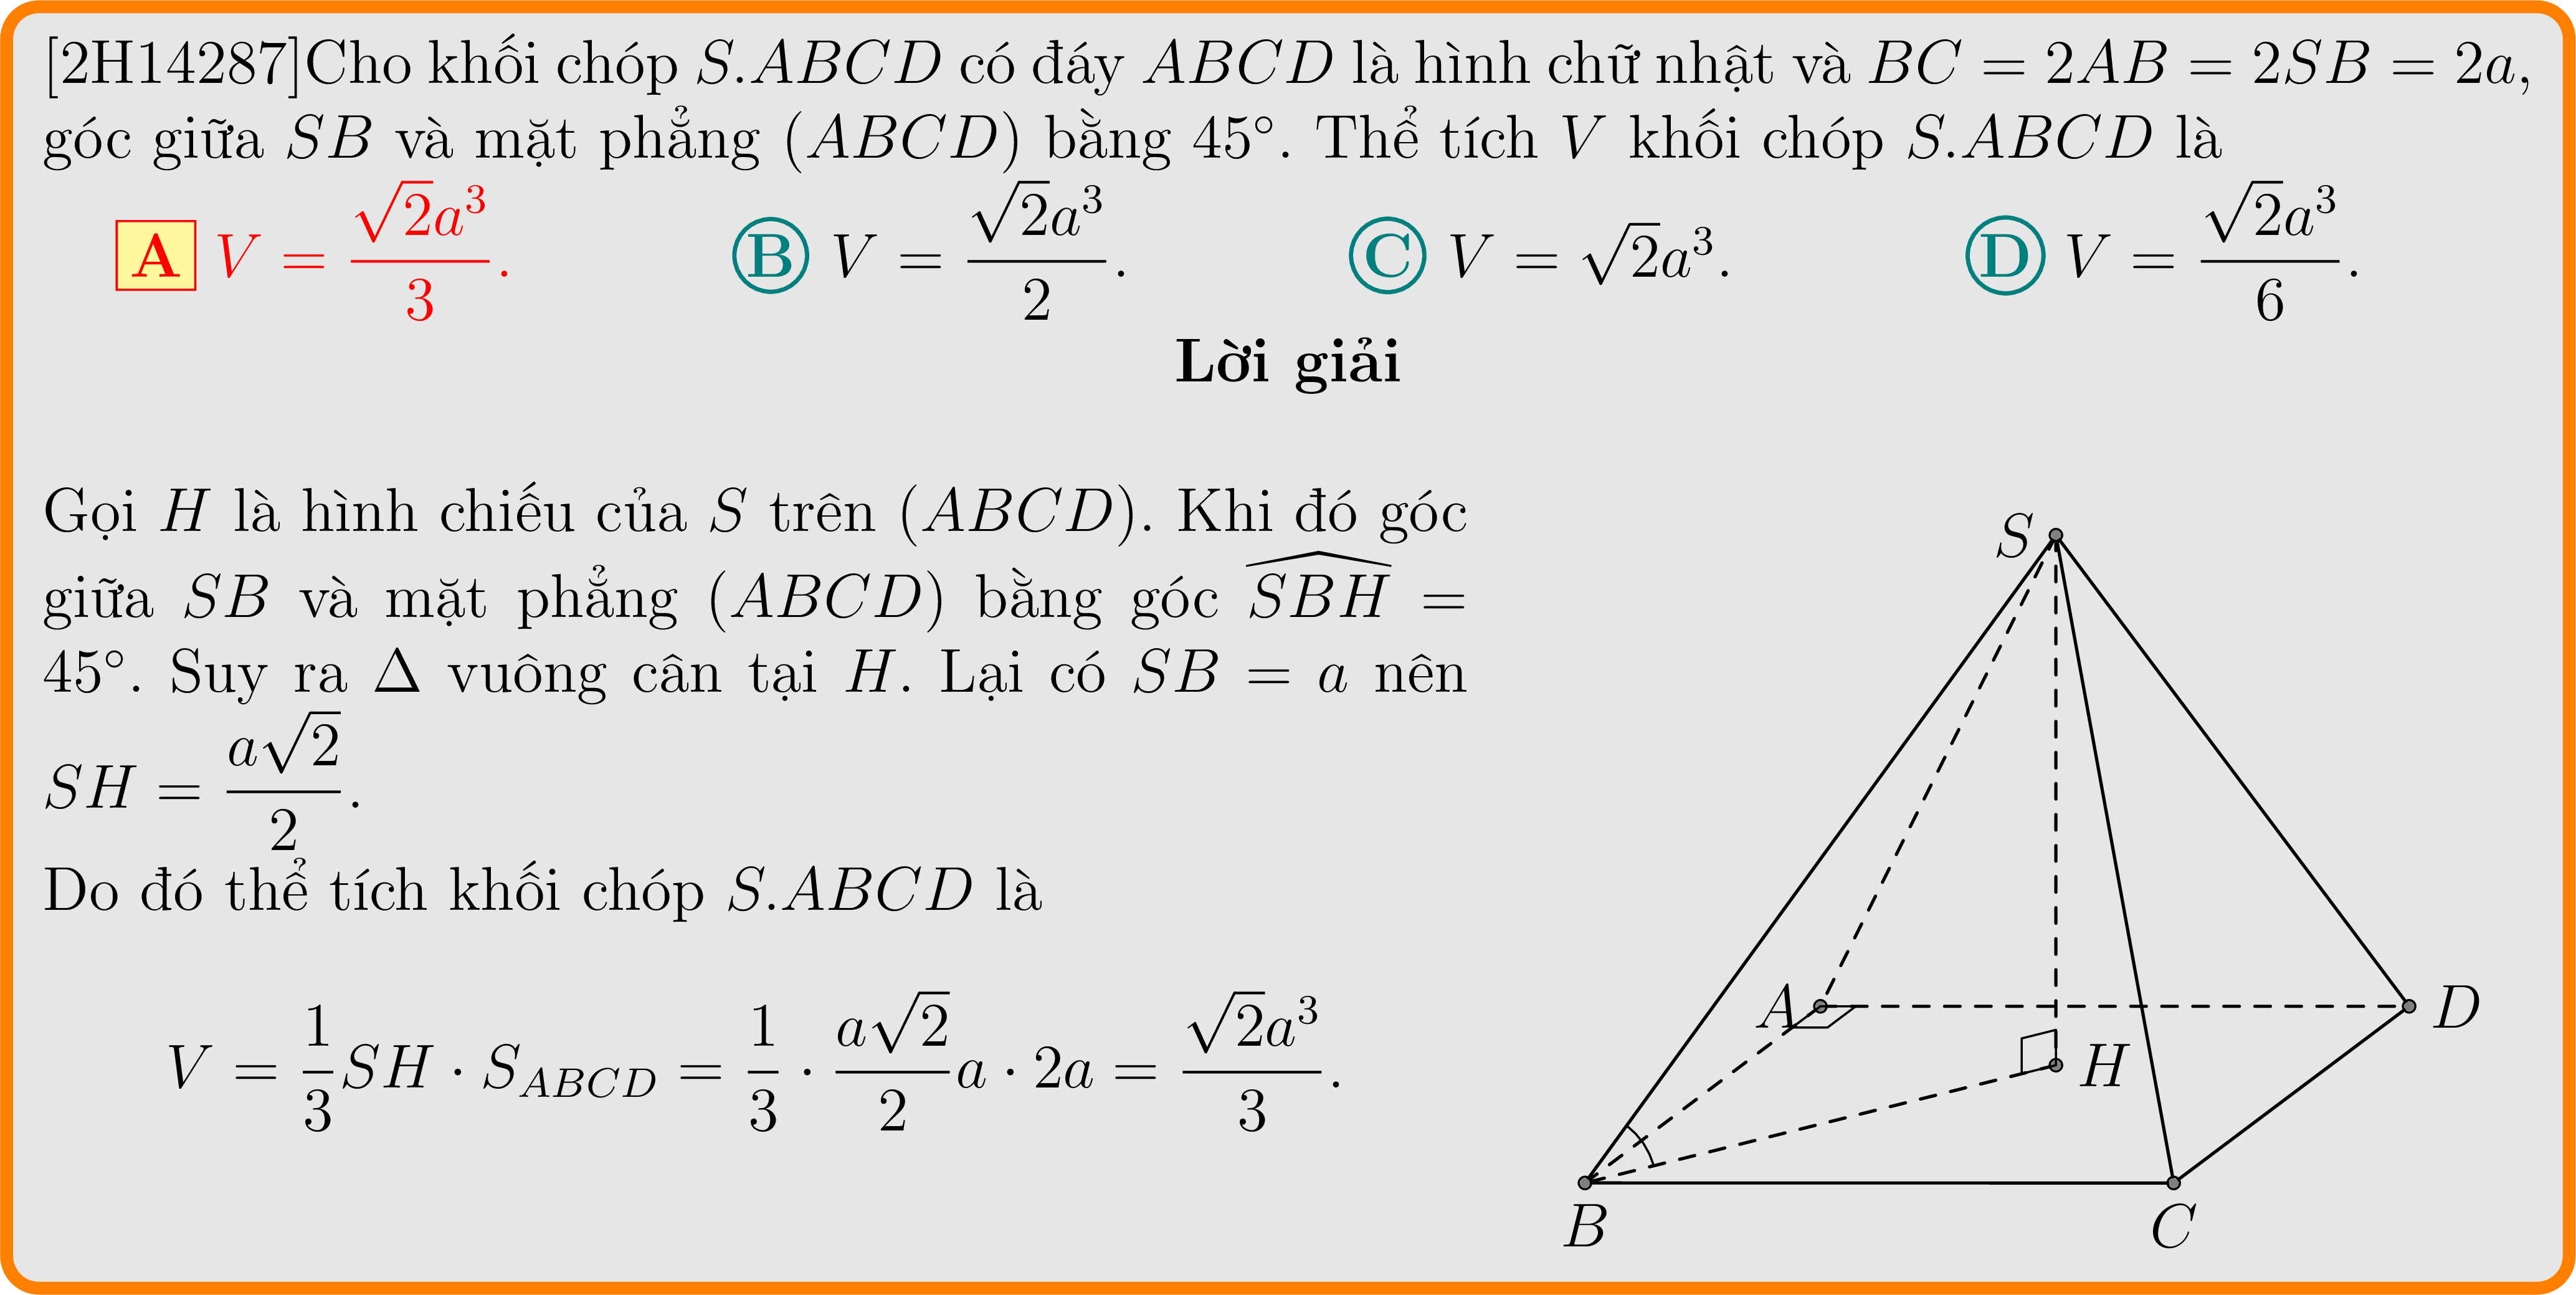 [2H14287]Cho khối chóp S.ABCD có đáy ABCD là hình chữ nhật và BC = 2AB = 2SB = 2a,
góc giữa SB và mặt phẳng (ABCD) bằng 45°. Thể tích V khối chóp S.ABCD là
A V = \frac{\sqrt{2}a^3}{3}. B V = \frac{\sqrt{2}a^3}{2}. C V = \sqrt{2}a^3. D V = \frac{\sqrt{2}a^3}{6}.
Lời giải
Gọi H là hình chiếu của S trên (ABCD). Khi đó góc
giữa SB và mặt phẳng (ABCD) bằng góc \widehat{SBH} =
45°. Suy ra Δ vuông cân tại H. Lại có SB = a nên
SH = \frac{a\sqrt{2}}{2}.
Do đó thể tích khối chóp S.ABCD là
V = \frac{1}{3}SH · S_{ABCD} = \frac{1}{3} · \frac{a\sqrt{2}}{2}a · 2a = \frac{\sqrt{2}a^3}{3}.
S
A
D
H
B
C